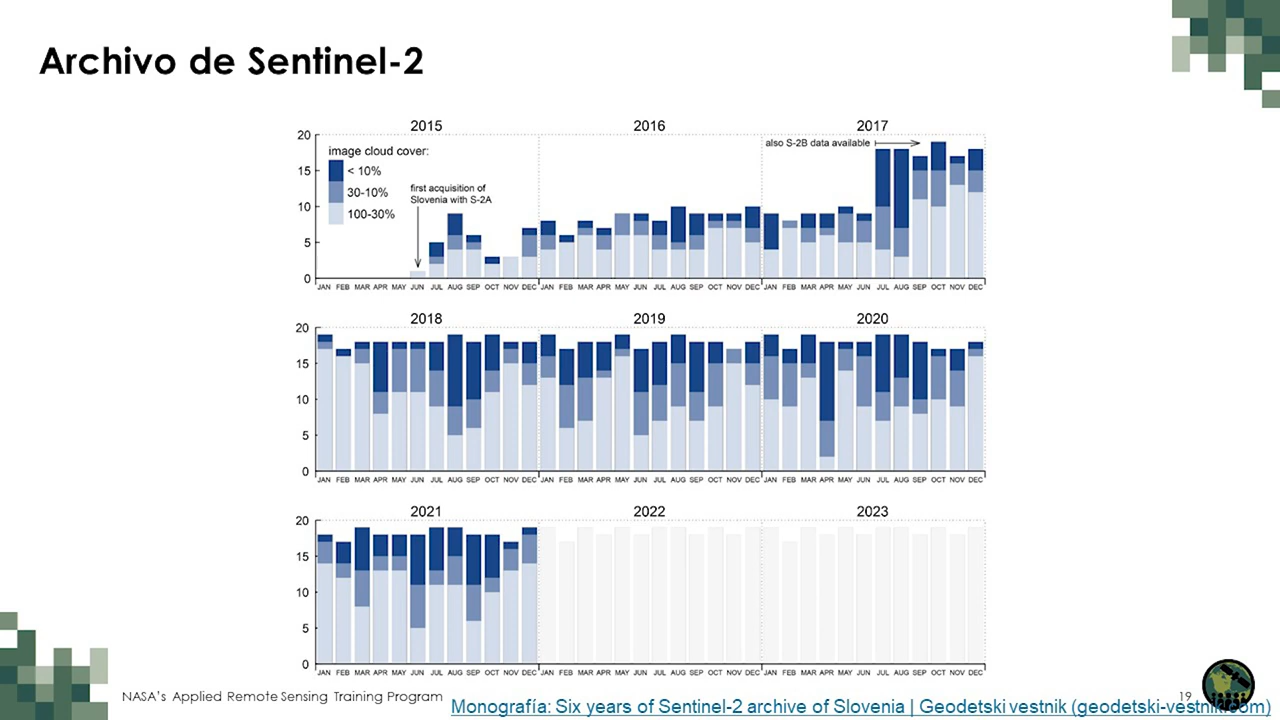 Archivo de Sentinel-2
2015 2016 2017
20
15
10
5
0
image cloud cover:
< 10%
30-10%
100-30%
first acquisition of
Slovenia with S-2A
also S-2B data available
JAN FEB MAR APR MAY JUN JUL AUG SEP OCT NOV DEC JAN FEB MAR APR MAY JUN JUL AUG SEP OCT NOV DEC JAN FEB MAR APR MAY JUN JUL AUG SEP OCT NOV DEC
2018 2019 2020
20
15
10
5
0
JAN FEB MAR APR MAY JUN JUL AUG SEP OCT NOV DEC JAN FEB MAR APR MAY JUN JUL AUG SEP OCT NOV DEC JAN FEB MAR APR MAY JUN JUL AUG SEP OCT NOV DEC
2021 2022 2023
20
15
10
5
0
JAN FEB MAR APR MAY JUN JUL AUG SEP OCT NOV DEC JAN FEB MAR APR MAY JUN JUL AUG SEP OCT NOV DEC JAN FEB MAR APR MAY JUN JUL AUG SEP OCT NOV DEC
NASA's Applied Remote Sensing Training Program
19
Monografía: Six years of Sentinel-2 archive of Slovenia | Geodetski vestnik (geodetski-vestnik.com)